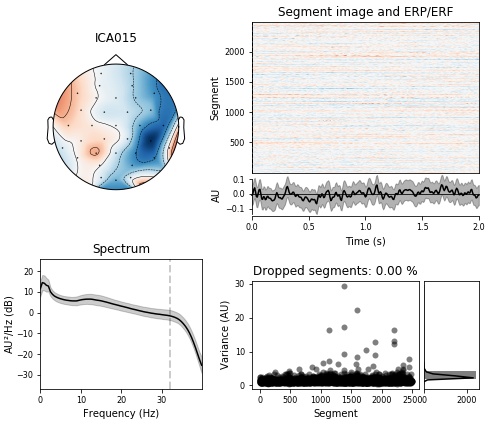 ICA015
Segment image and ERP/ERF
Segment
2000
1500
1000
500
AU
0.1
0.0
−0.1
0.0 0.5 1.0 1.5 2.0
Time (s)
Spectrum
AU²/Hz (dB)
20
10
0
−10
−20
−30
0 10 20 30
Frequency (Hz)
Dropped segments: 0.00 %
Variance (AU)
30
20
10
0
0 500 1000 1500 2000 2500
Segment
0 2000